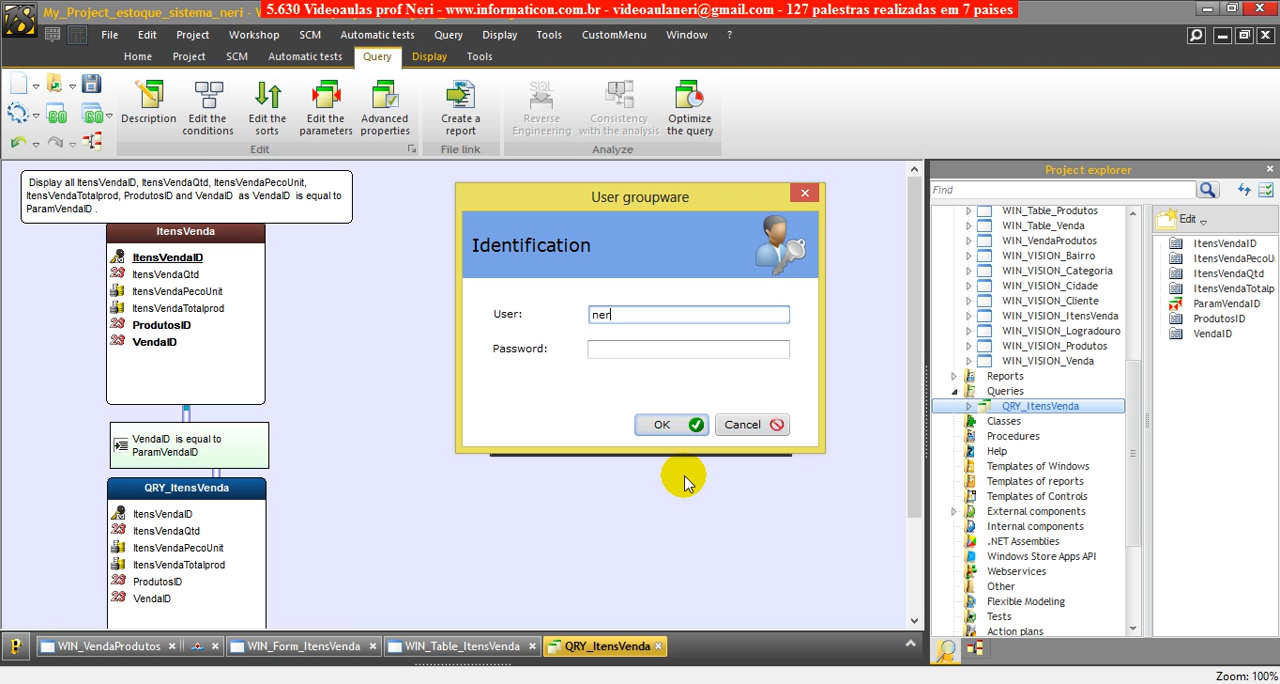 My_Project_estoque_sistema_neri - W
5.630 Videoaulas prof Neri - www.informaticon.com.br - videoaulaneri@gmail.com - 127 palestras realizadas em 7 paises
File Edit Project Workshop SCM Automatic tests Query Display Tools CustomMenu Window ?
Home Project SCM Automatic tests Query Display Tools
Description
Edit the conditions
Edit the sorts
Edit the parameters
Advanced properties
Create a report
Reverse Engineering
Consistency with the analysis
Optimize the query
Edit
File link
Analyze
Display all ItensVendaID, ItensVendaQtd, ItensVendaPecoUnit,
ItensVendaTotalprod, ProdutosID and VendaID as VendaID is equal to
ParamVendaID .
ItensVenda
ItensVendaID
ItensVendaQtd
ItensVendaPecoUnit
ItensVendaTotalprod
ProdutosID
VendaID
VendaID is equal to
ParamVendaID
QRY_ItensVenda
ItensVendaID
ItensVendaQtd
ItensVendaPecoUnit
ItensVendaTotalprod
ProdutosID
VendaID
User groupware
Identification
User:
ner
Password:
OK
Cancel
Project explorer
Find
WIN_Table_Produtos
WIN_Table_Venda
WIN_VendaProdutos
WIN_VISION_Bairro
WIN_VISION_Categoria
WIN_VISION_Cidade
WIN_VISION_Cliente
WIN_VISION_ItensVenda
WIN_VISION_Logradouro
WIN_VISION_Produtos
WIN_VISION_Venda
Reports
Queries
QRY_ItensVenda
Classes
Procedures
Help
Templates of Windows
Templates of reports
Templates of Controls
External components
Internal components
.NET Assemblies
Windows Store Apps API
Webservices
Other
Flexible Modeling
Tests
Action plans
Edit
ItensVendaID
ItensVendaPecoU
ItensVendaQtd
ItensVendaTotalp
ParamVendaID
ProdutosID
VendaID
WIN_VendaProdutos
WIN_Form_ItensVenda
WIN_Table_ItensVenda
QRY_ItensVenda
Zoom: 100%